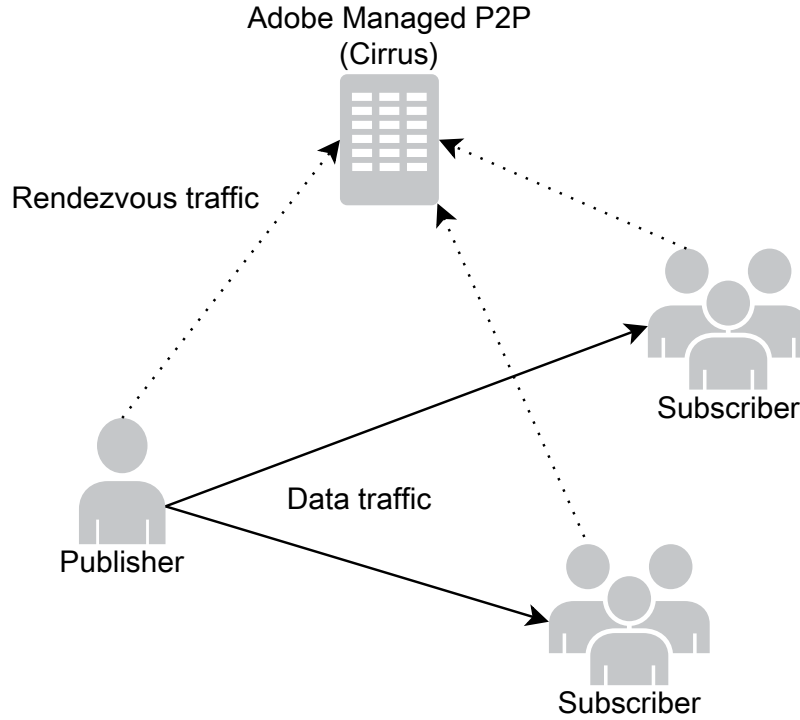 Adobe Managed P2P
(Cirrus)
Rendezvous traffic
Subscriber
Data traffic
Publisher
Subscriber